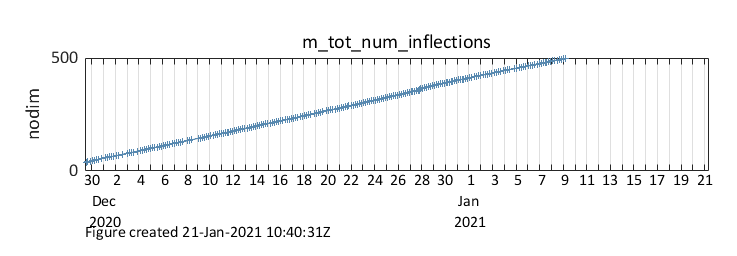 m_tot_num_inflections
500
nodim
0
30 2 4 6 8 10 12 14 16 18 20 22 24 26 28 30 1 3 5 7 9 11 13 15 17 19 21
Dec Jan
2020 2021
Figure created 21-Jan-2021 10:40:31Z